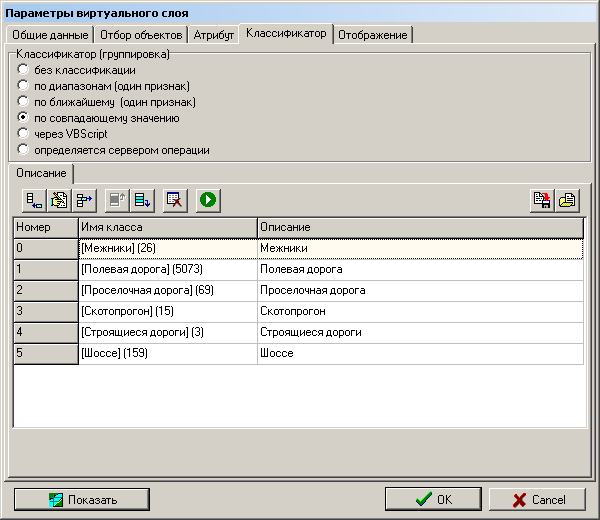 Параметры виртуального слоя
Общие данные Отбор объектов Атрибут Классификатор Отображение
Классификатор (группировка)
без классификации
по диапазонам (один признак)
по ближайшему (один признак)
по совпадающему значению
через VBScript
определяется сервером операции
Описание
Номер Имя класса Описание
0 [Межники] (26) Межники
1 [Полевая дорога] (5073) Полевая дорога
2 [Проселочная дорога] (69) Проселочная дорога
3 [Скотопрогон] (15) Скотопрогон
4 [Строящиеся дороги] (3) Строящиеся дороги
5 [Шоссе] (159) Шоссе
Показать OK Cancel